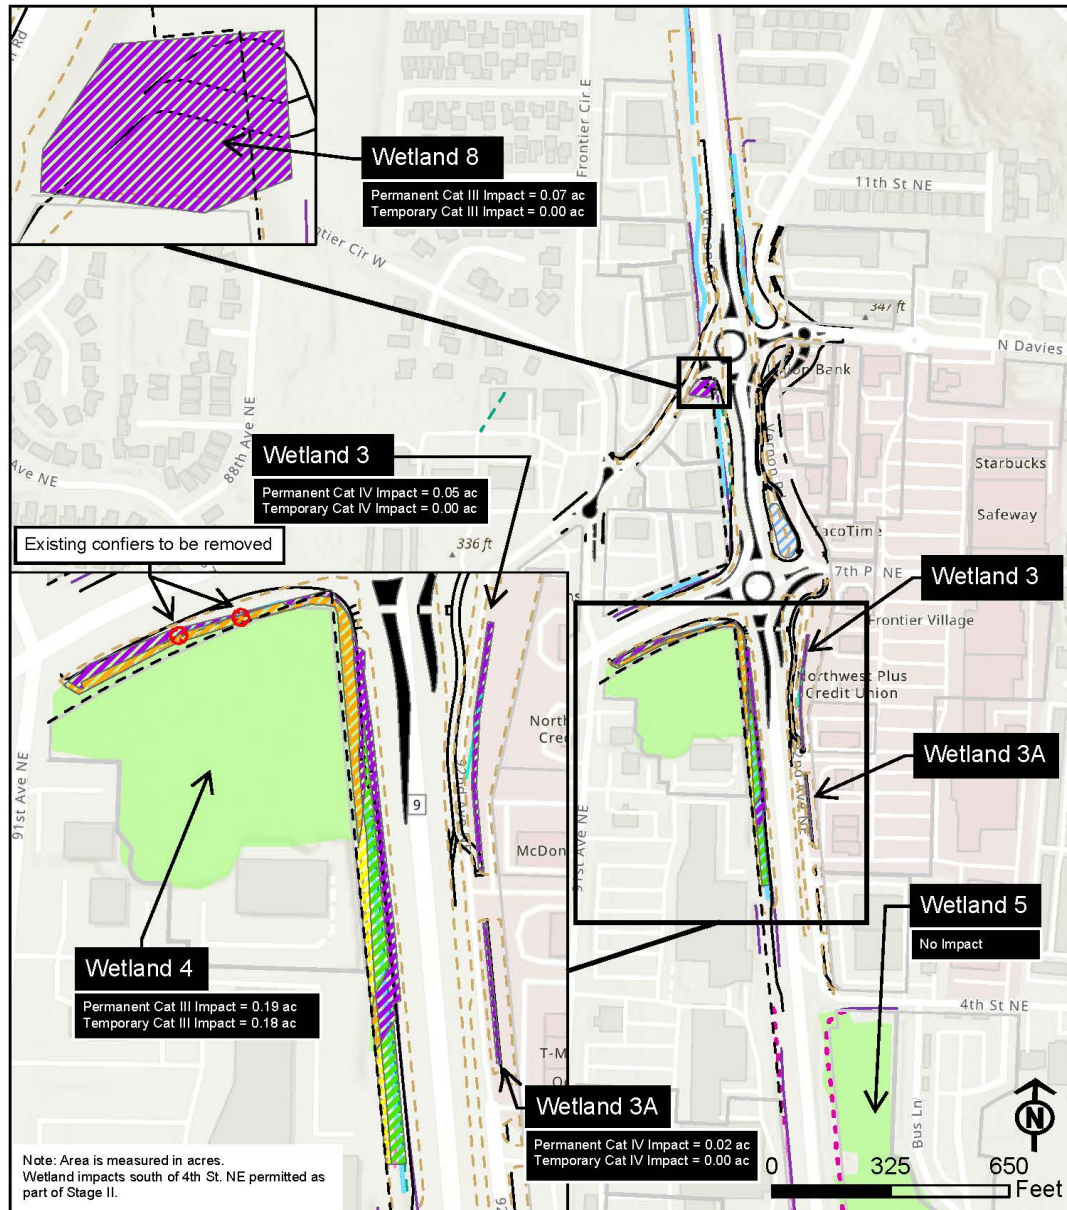 Rd
Wetland 8
Permanent Cat III Impact = 0.07 ac
Temporary Cat III Impact = 0.00 ac
Frontier Cir E
11th St NE
Cir W
347 ft
N Davies
Bank
Vernon Rd
88th Ave NE
Ave NE
Wetland 3
Permanent Cat IV Impact = 0.05 ac
Temporary Cat IV Impact = 0.00 ac
Starbucks
Safeway
Existing confiers to be removed
336 ft
TacoTime
7th Pl NE
Wetland 3
Frontier Village
Northwest Plus
Credit Union
North
Cre
Wetland 3A
91st Ave NE
9
McDon
91st Ave NE
Wetland 5
No Impact
Wetland 4
Permanent Cat III Impact = 0.19 ac
Temporary Cat III Impact = 0.18 ac
4th St NE
T-M
Wetland 3A
Permanent Cat IV Impact = 0.02 ac
Temporary Cat IV Impact = 0.00 ac
Bus Ln
N
Note: Area is measured in acres.
Wetland impacts south of 4th St. NE permitted as
part of Stage II.
0 325 650
Feet